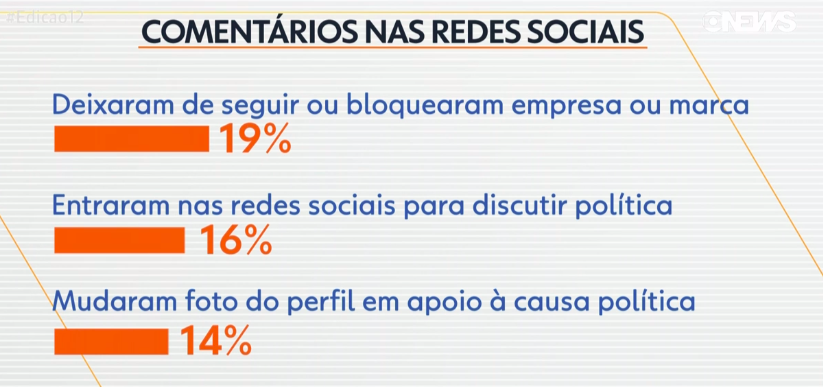 #Edicao12
GNEWS
COMENTÁRIOS NAS REDES SOCIAIS
Deixaram de seguir ou bloquearam empresa ou marca
19%
Entraram nas redes sociais para discutir política
16%
Mudaram foto do perfil em apoio à causa política
14%